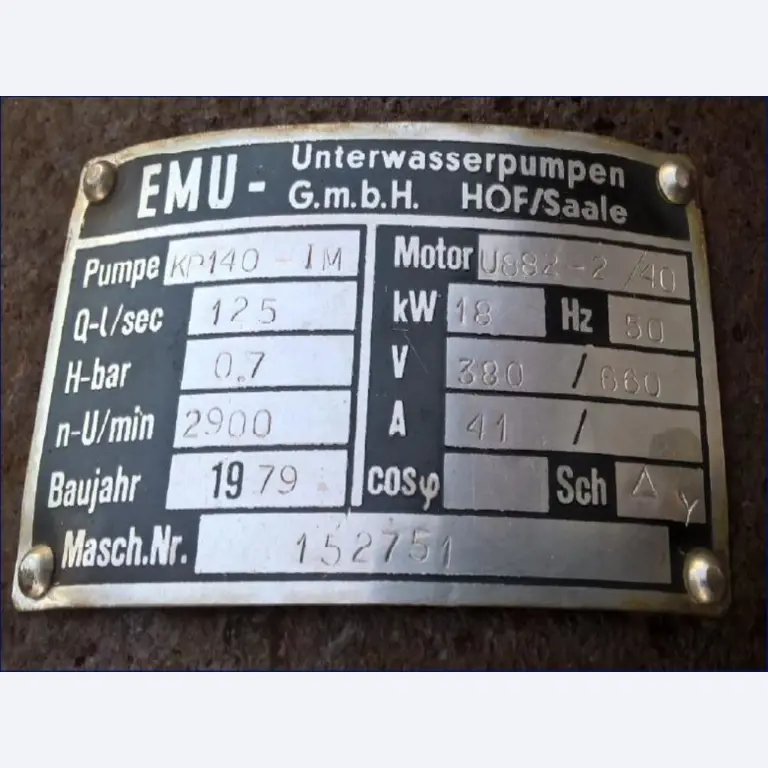 EMU - Unterwasserpumpen
G.m.b.H. HOF/Saale
Pumpe KP140 - IM
Q-l/sec 125
H-bar 0.7
n-U/min 2900
Baujahr 1979
Motor U882-2/40
kW 18 Hz 50
V 380 / 660
A 41 /
cosφ Sch Δ Y
Masch.Nr. 152751